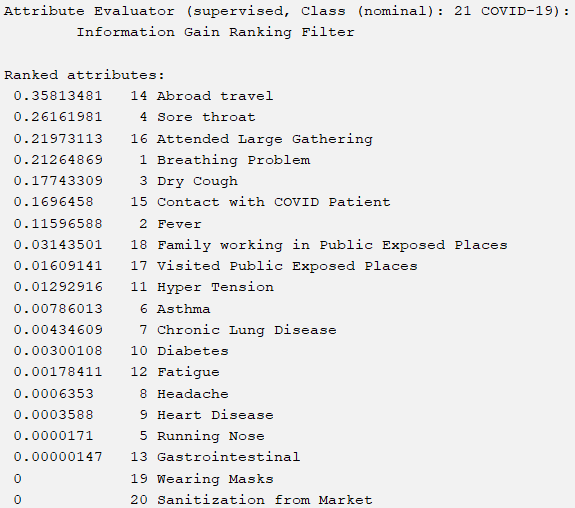 Attribute Evaluator (supervised, Class (nominal): 21 COVID-19):
Information Gain Ranking Filter
Ranked attributes:
0.35813481 14 Abroad travel
0.26161981 4 Sore throat
0.21973113 16 Attended Large Gathering
0.21264869 1 Breathing Problem
0.17743309 3 Dry Cough
0.1696458 15 Contact with COVID Patient
0.11596588 2 Fever
0.03143501 18 Family working in Public Exposed Places
0.01609141 17 Visited Public Exposed Places
0.01292916 11 Hyper Tension
0.00786013 6 Asthma
0.00434609 7 Chronic Lung Disease
0.00300108 10 Diabetes
0.00178411 12 Fatigue
0.0006353 8 Headache
0.0003588 9 Heart Disease
0.0000171 5 Running Nose
0.00000147 13 Gastrointestinal
0 19 Wearing Masks
0 20 Sanitization from Market